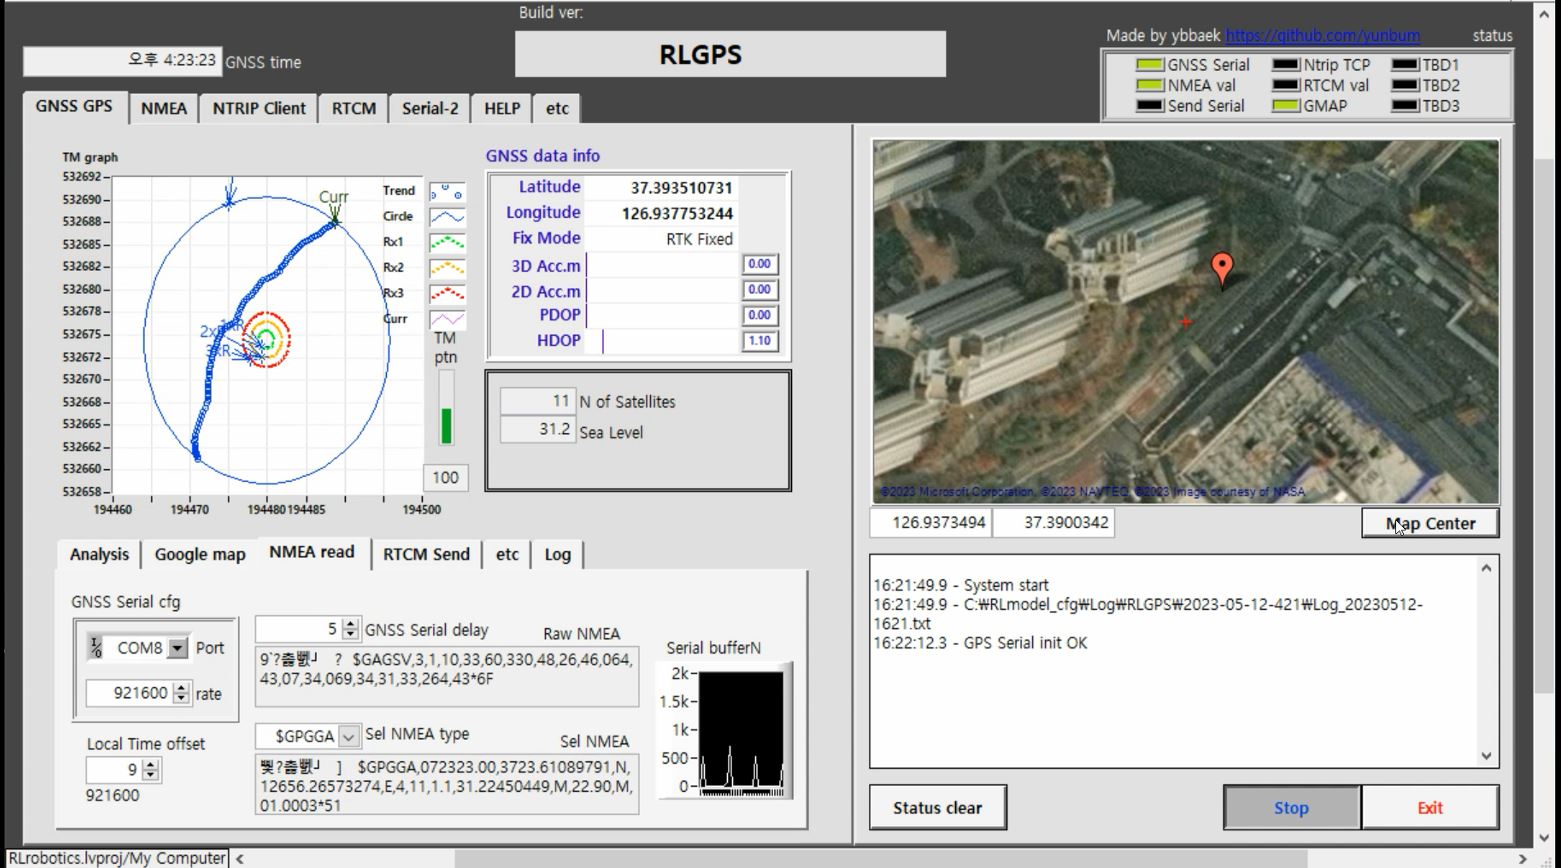 Build ver:
RLGPS
Made by ybbaek https://github.com/yunbum
status
오후 4:23:23 GNSS time
GNSS Serial Ntrip TCP TBD1
NMEA val RTCM val TBD2
Send Serial GMAP TBD3
GNSS GPS NMEA NTRIP Client RTCM Serial-2 HELP etc
TM graph
532692
532690
532688
532685
532682
532680
532678
532675
532672
532670
532668
532665
532662
532660
532658
194460 194470 194480 194485 194500
Curr
Trend
Circle
Rx1
Rx2
Rx3
Curr
TM
ptn
100
GNSS data info
Latitude 37.393510731
Longitude 126.937753244
Fix Mode RTK Fixed
3D Acc.m 0.00
2D Acc.m 0.00
PDOP 0.00
HDOP 1.10
11 N of Satellites
31.2 Sea Level
©2023 Microsoft Corporation, ©2023 NAVTEQ, ©2023 Image courtesy of NASA
126.9373494 37.3900342 Map Center
Analysis Google map NMEA read RTCM Send etc Log
GNSS Serial cfg
COM8 Port
921600 rate
Local Time offset
9
921600
5 GNSS Serial delay
Raw NMEA
? $GAGSV,3,1,10,33,60,330,48,26,46,064,
43,07,34,069,34,31,33,264,43*6F
$GPGGA Sel NMEA type
Sel NMEA
] $GPGGA,072323.00,3723.61089791,N,
12656.26573274,E,4,11,1.1,31.22450449,M,22.90,M,
01.0003*51
Serial bufferN
2k
1.5k
1k
500
0
16:21:49.9 - System start
16:21:49.9 - C:₩RLmodel_cfg₩Log₩RLGPS₩2023-05-12-421₩Log_20230512-
1621.txt
16:22:12.3 - GPS Serial init OK
Status clear Stop Exit
RLrobotics.lvproj/My Computer